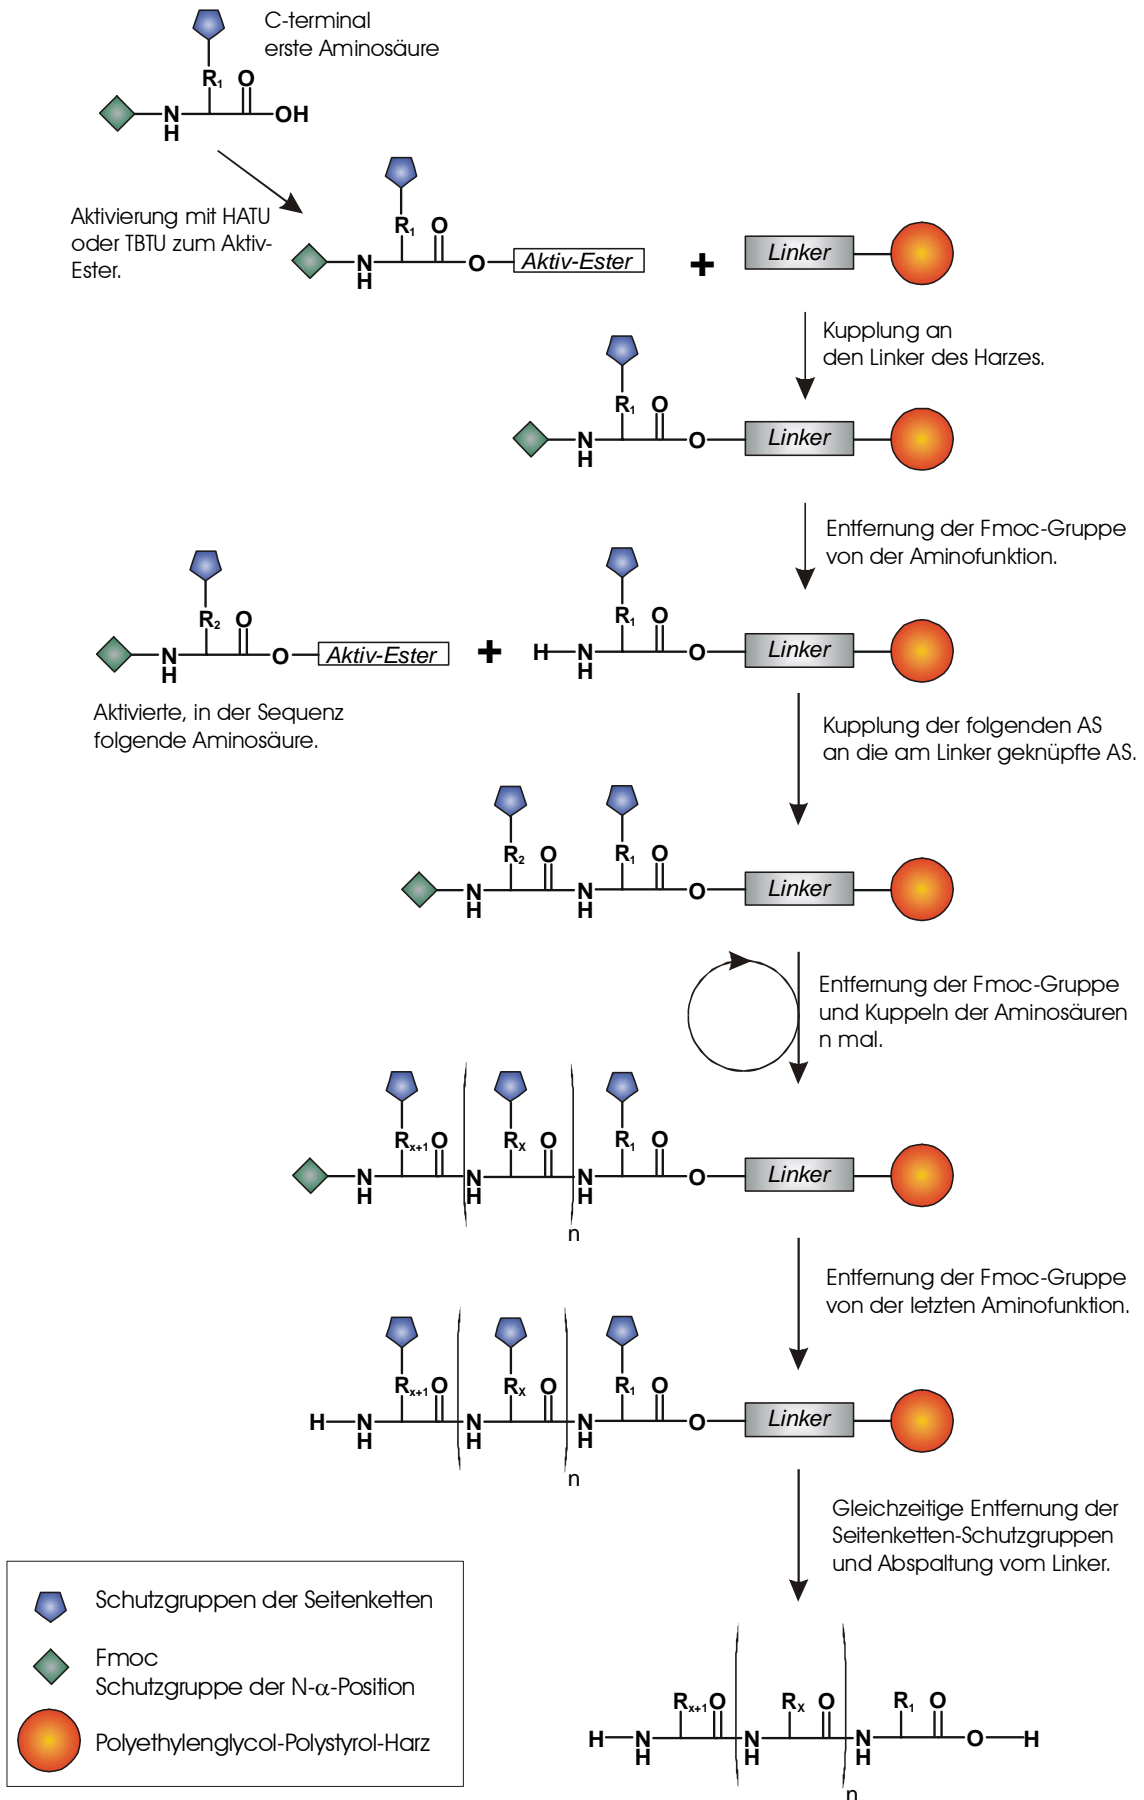 C-terminal
erste Aminosäure
R1 O
N
H
OH
Aktivierung mit HATU
oder TBTU zum Aktiv-
Ester.
R1 O
N
H
O
Aktiv-Ester
+
Linker
Kupplung an
den Linker des Harzes.
R1 O
N
H
O
Linker
Entfernung der Fmoc-Gruppe
von der Aminofunktion.
R2 O
N
H
O
Aktiv-Ester
+
R1 O
H N
H
O
Linker
Aktivierte, in der Sequenz
folgende Aminosäure.
Kupplung der folgenden AS
an die am Linker geknüpfte AS.
R2 O R1 O
N N O
H H
Linker
Entfernung der Fmoc-Gruppe
und Kuppeln der Aminosäuren
n mal.
Rx+1 O RX O R1 O
N N N O
H H H
n
Linker
Entfernung der Fmoc-Gruppe
von der letzten Aminofunktion.
Rx+1 O RX O R1 O
H N N N O
H H H
n
Linker
Gleichzeitige Entfernung der
Seitenketten-Schutzgruppen
und Abspaltung vom Linker.
Schutzgruppen der Seitenketten
Fmoc
Schutzgruppe der N-α-Position
Polyethylenglycol-Polystyrol-Harz
Rx+1 O RX O R1 O
H N N N O H
H H H
n